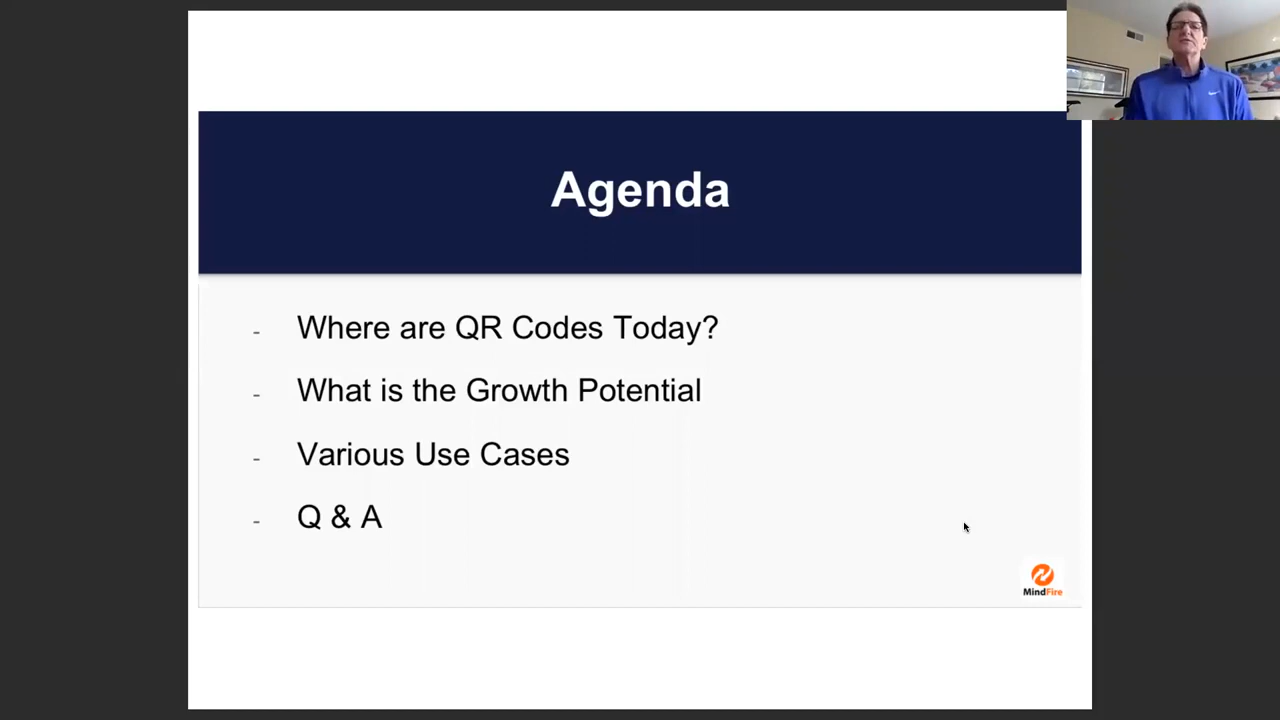 Agenda
- Where are QR Codes Today?
- What is the Growth Potential
- Various Use Cases
- Q & A
MindFire